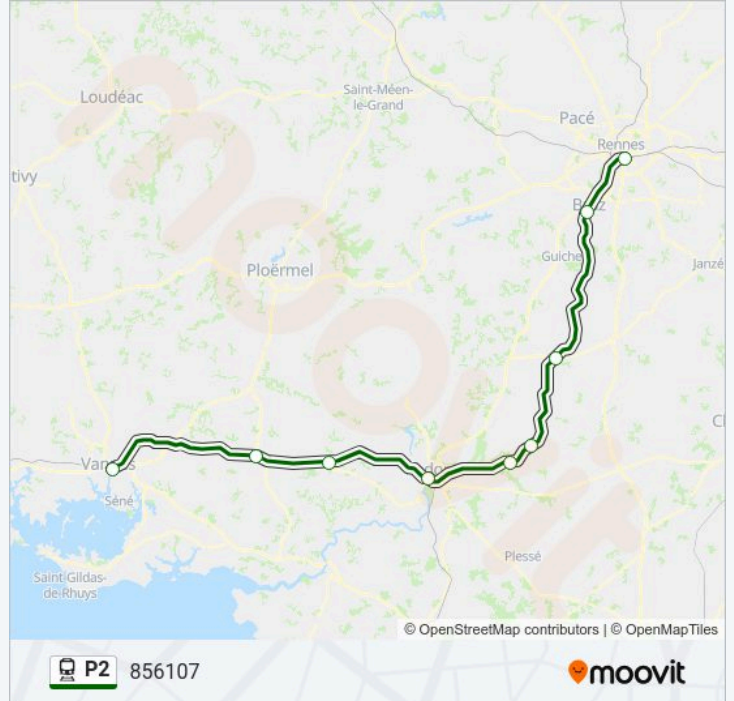 Loudéac
Saint-Méen-
le-Grand
Pacé
Rennes
tivy
Ploërmel
Guiche
Janzé
Séné
Plessé
Saint-Gildas-
de-Rhuys
© OpenStreetMap contributors | © OpenMapTiles
P2 856107
moovit